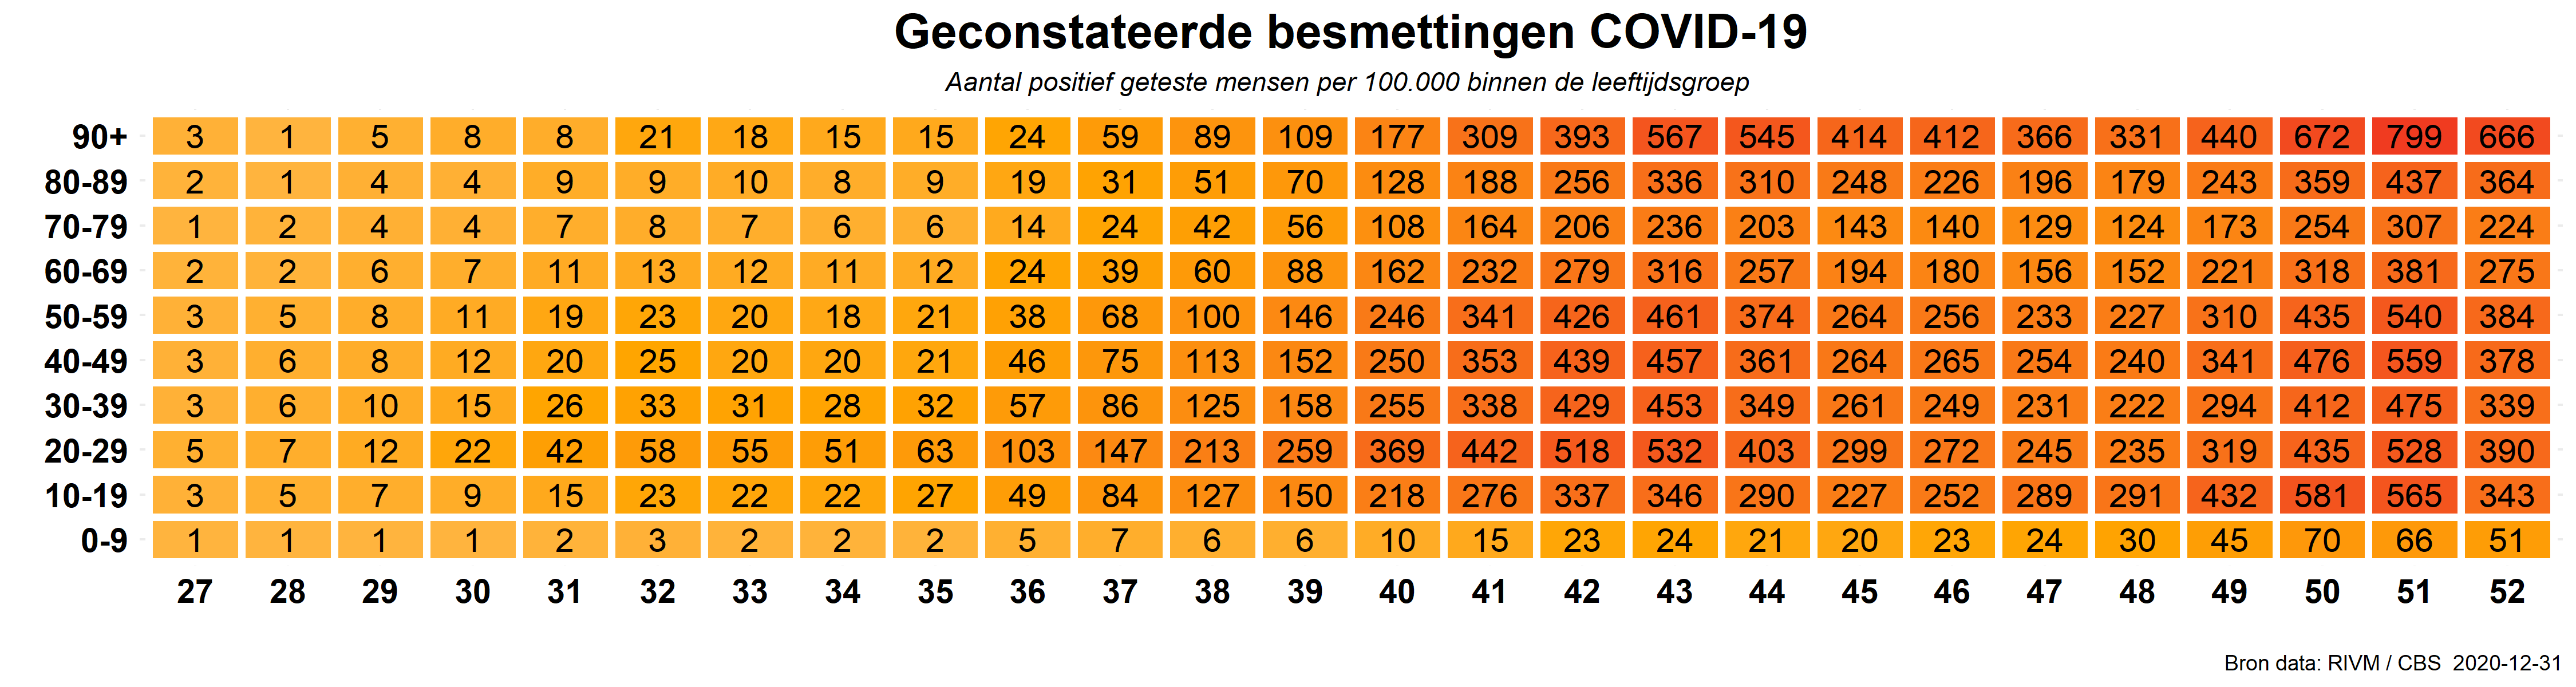 Geconstateerde besmettingen COVID-19
Aantal positief geteste mensen per 100.000 binnen de leeftijdsgroep
90+ 3 1 5 8 8 21 18 15 15 24 59 89 109 177 309 393 567 545 414 412 366 331 440 672 799 666
80-89 2 1 4 4 9 9 10 8 9 19 31 51 70 128 188 256 336 310 248 226 196 179 243 359 437 364
70-79 1 2 4 4 7 8 7 6 6 14 24 42 56 108 164 206 236 203 143 140 129 124 173 254 307 224
60-69 2 2 6 7 11 13 12 11 12 24 39 60 88 162 232 279 316 257 194 180 156 152 221 318 381 275
50-59 3 5 8 11 19 23 20 18 21 38 68 100 146 246 341 426 461 374 264 256 233 227 310 435 540 384
40-49 3 6 8 12 20 25 20 20 21 46 75 113 152 250 353 439 457 361 264 265 254 240 341 476 559 378
30-39 3 6 10 15 26 33 31 28 32 57 86 125 158 255 338 429 453 349 261 249 231 222 294 412 475 339
20-29 5 7 12 22 42 58 55 51 63 103 147 213 259 369 442 518 532 403 299 272 245 235 319 435 528 390
10-19 3 5 7 9 15 23 22 22 27 49 84 127 150 218 276 337 346 290 227 252 289 291 432 581 565 343
0-9 1 1 1 1 2 3 2 2 2 5 7 6 6 10 15 23 24 21 20 23 24 30 45 70 66 51
27 28 29 30 31 32 33 34 35 36 37 38 39 40 41 42 43 44 45 46 47 48 49 50 51 52
Bron data: RIVM / CBS 2020-12-31